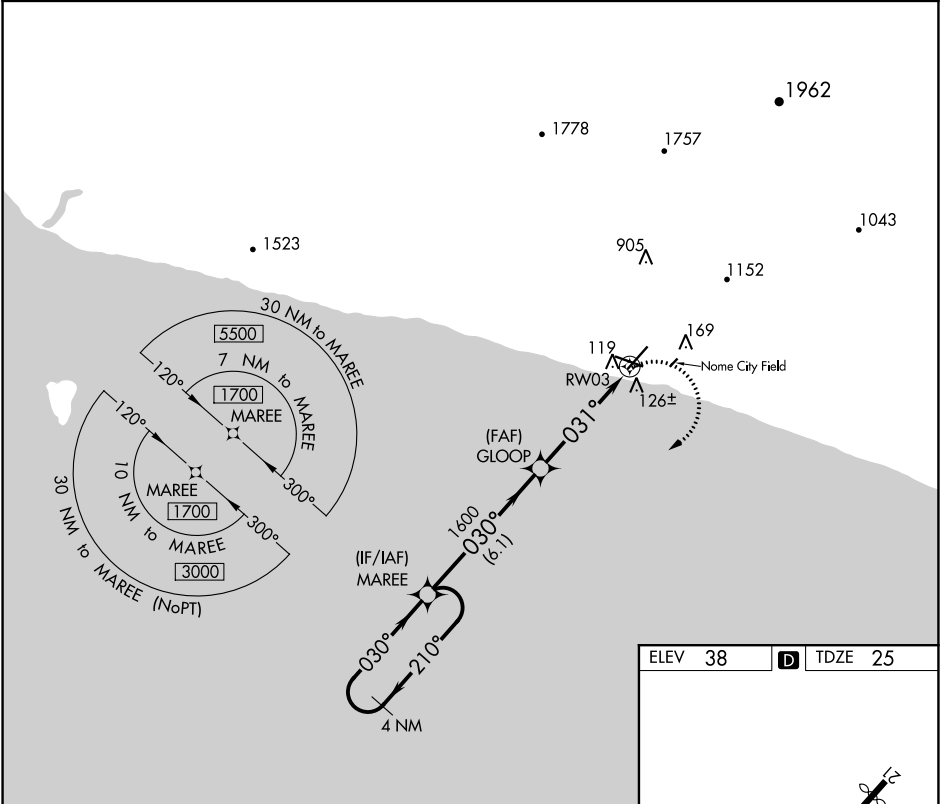 1962
1778
1757
1043
1523
905
1152
30 NM to MAREE
5500
7 NM to MAREE
1700
120°
MAREE
300°
169
119
Nome City Field
RW03
126±
031°
(FAF)
GLOOP
120°
MAREE
1700
10 NM to MAREE
300°
3000
30 NM to MAREE (NoPT)
1600
030°
(6.1)
(IF/IAF)
MAREE
030°
210°
4 NM
ELEV 38
D
TDZE 25
21